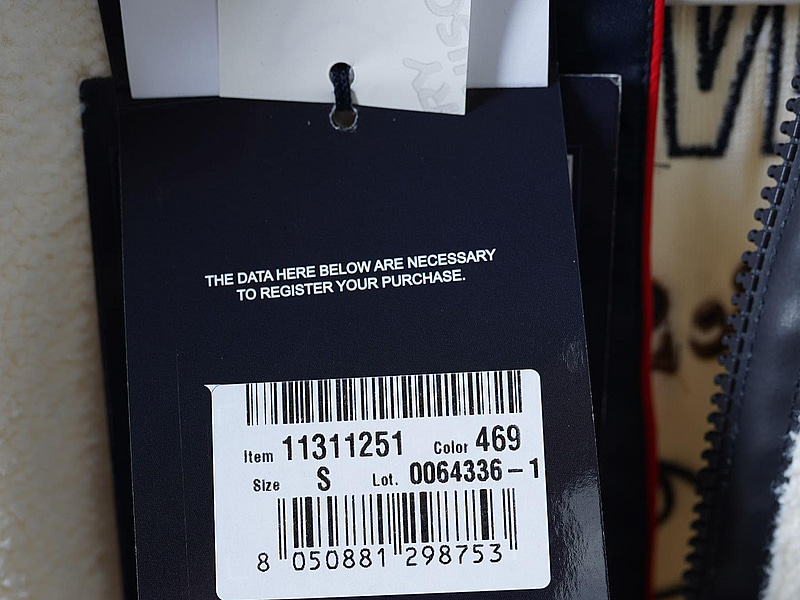 THE DATA HERE BELOW ARE NECESSARY
TO REGISTER YOUR PURCHASE.
Item 11311251 Color 469
Size S Lot. 0064336-1
8 050881 298753